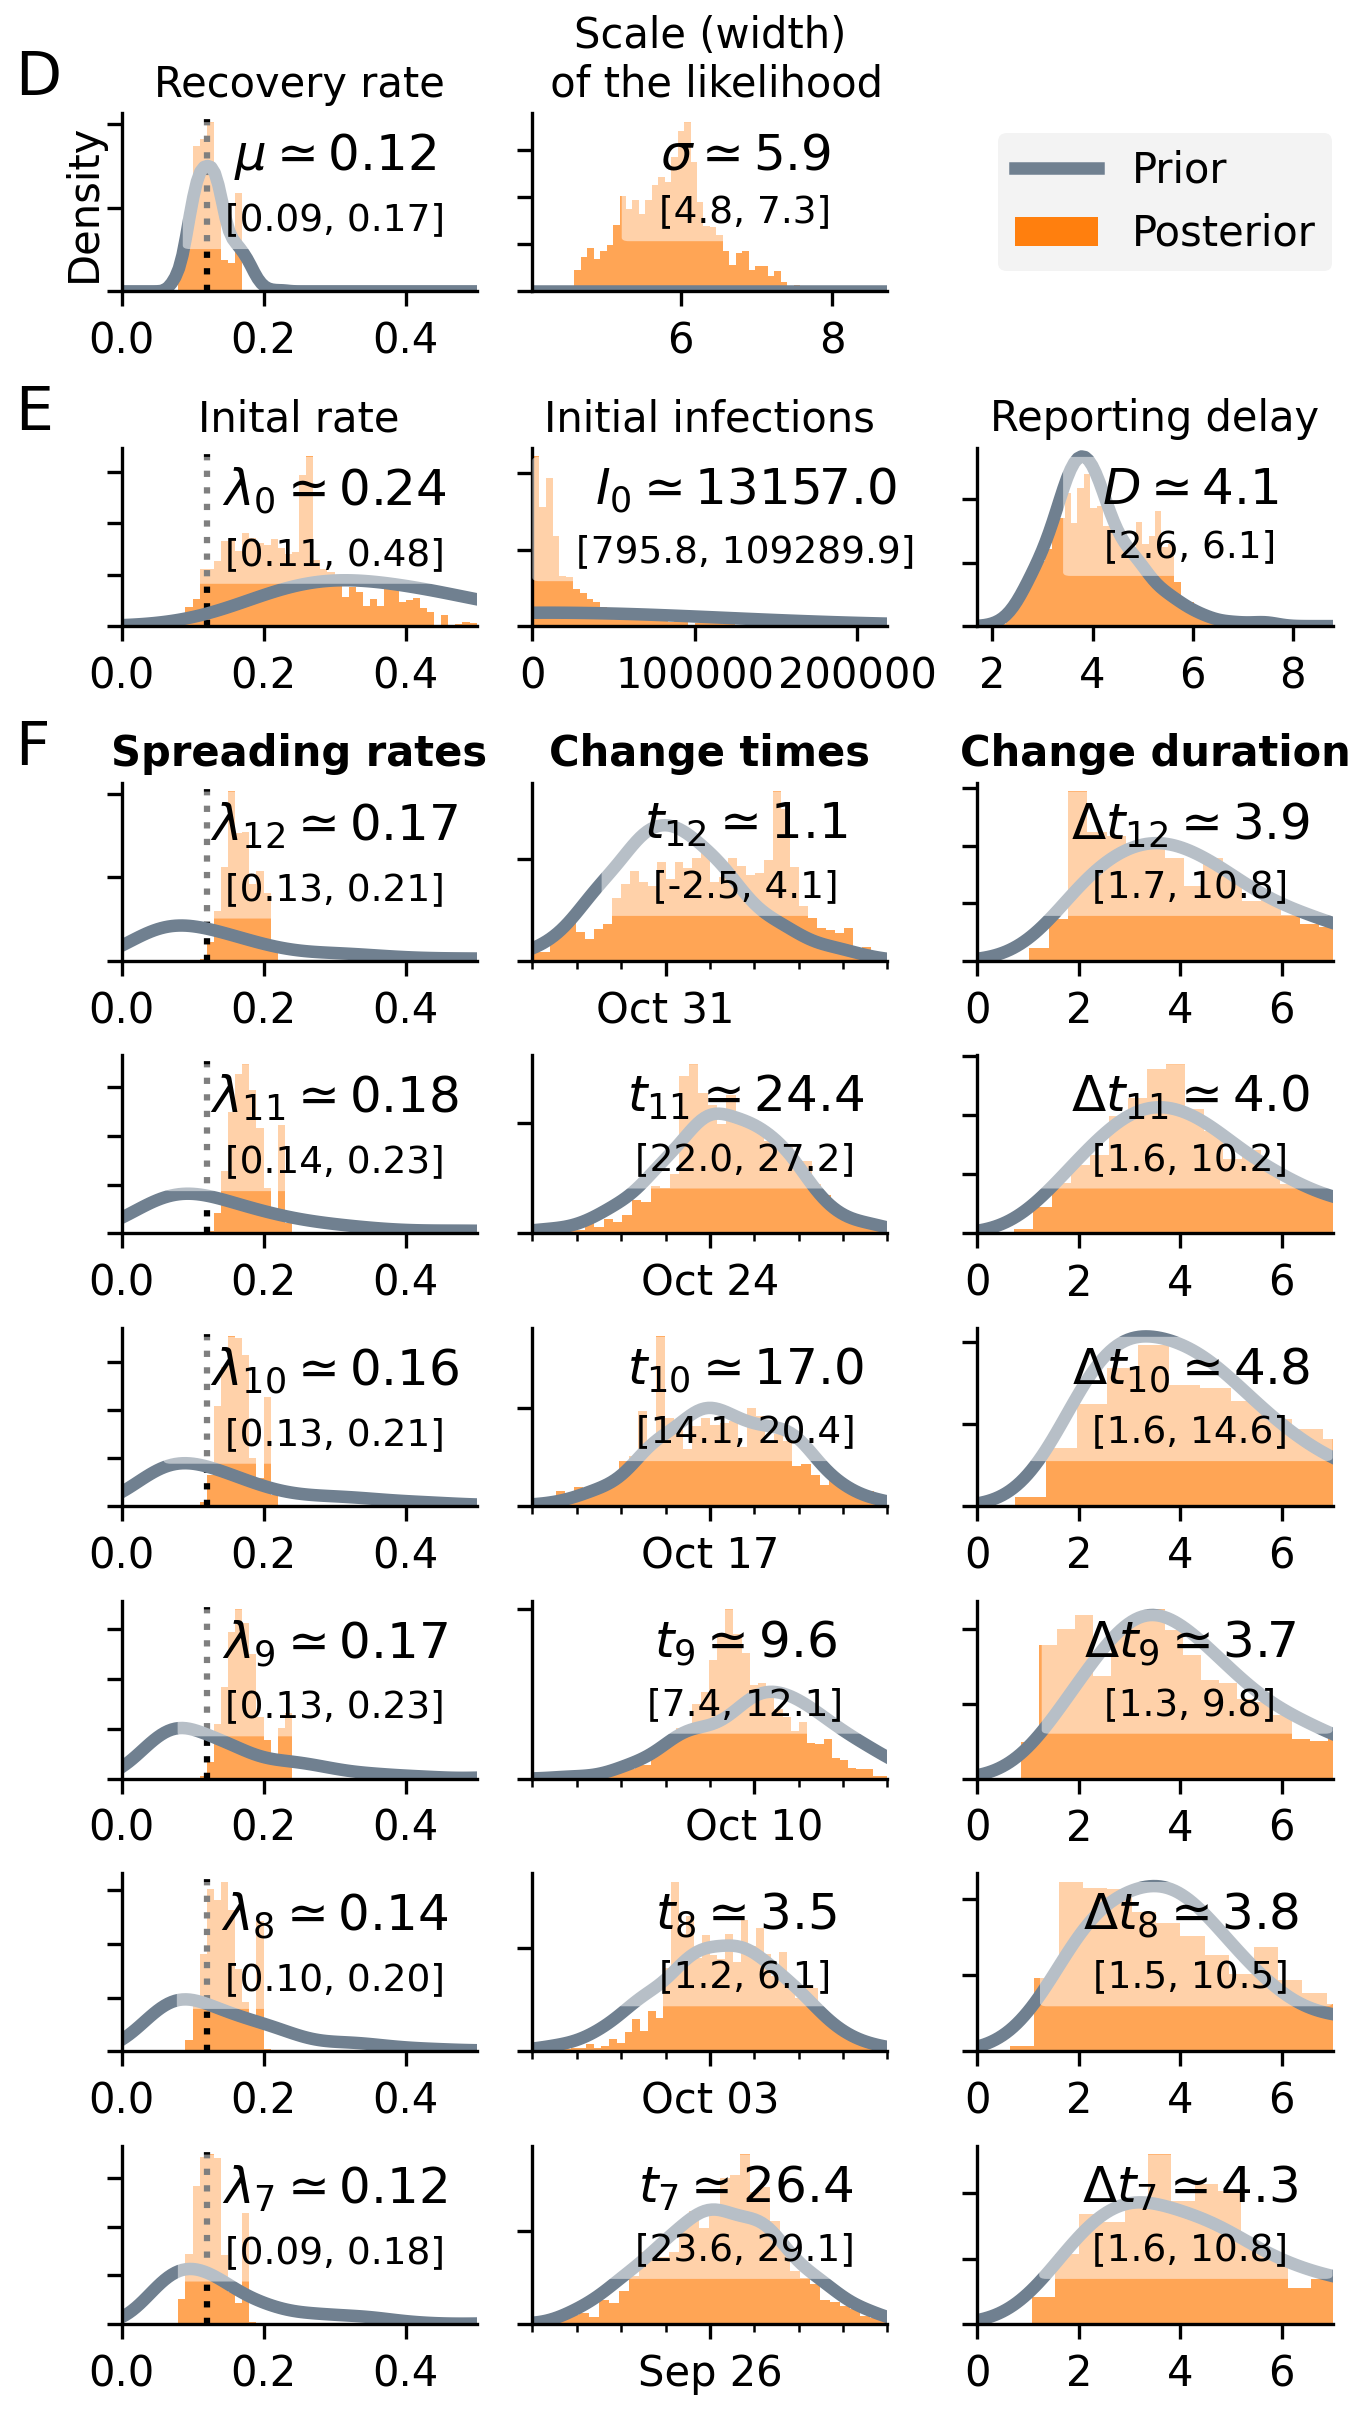 D
Recovery rate
Scale (width)
of the likelihood
Density
μ ≃ 0.12
[0.09, 0.17]
0.0 0.2 0.4
σ ≃ 5.9
[4.8, 7.3]
6 8
Prior
Posterior
E
Inital rate
λ0 ≃ 0.24
[0.11, 0.48]
0.0 0.2 0.4
Initial infections
I0 ≃ 13157.0
[795.8, 109289.9]
0 100000 200000
Reporting delay
D ≃ 4.1
[2.6, 6.1]
2 4 6 8
F
Spreading rates
Change times
Change duration
λ12 ≃ 0.17
[0.13, 0.21]
0.0 0.2 0.4
t12 ≃ 1.1
[-2.5, 4.1]
Oct 31
Δt12 ≃ 3.9
[1.7, 10.8]
0 2 4 6
λ11 ≃ 0.18
[0.14, 0.23]
0.0 0.2 0.4
t11 ≃ 24.4
[22.0, 27.2]
Oct 24
Δt11 ≃ 4.0
[1.6, 10.2]
0 2 4 6
λ10 ≃ 0.16
[0.13, 0.21]
0.0 0.2 0.4
t10 ≃ 17.0
[14.1, 20.4]
Oct 17
Δt10 ≃ 4.8
[1.6, 14.6]
0 2 4 6
λ9 ≃ 0.17
[0.13, 0.23]
0.0 0.2 0.4
t9 ≃ 9.6
[7.4, 12.1]
Oct 10
Δt9 ≃ 3.7
[1.3, 9.8]
0 2 4 6
λ8 ≃ 0.14
[0.10, 0.20]
0.0 0.2 0.4
t8 ≃ 3.5
[1.2, 6.1]
Oct 03
Δt8 ≃ 3.8
[1.5, 10.5]
0 2 4 6
λ7 ≃ 0.12
[0.09, 0.18]
0.0 0.2 0.4
t7 ≃ 26.4
[23.6, 29.1]
Sep 26
Δt7 ≃ 4.3
[1.6, 10.8]
0 2 4 6